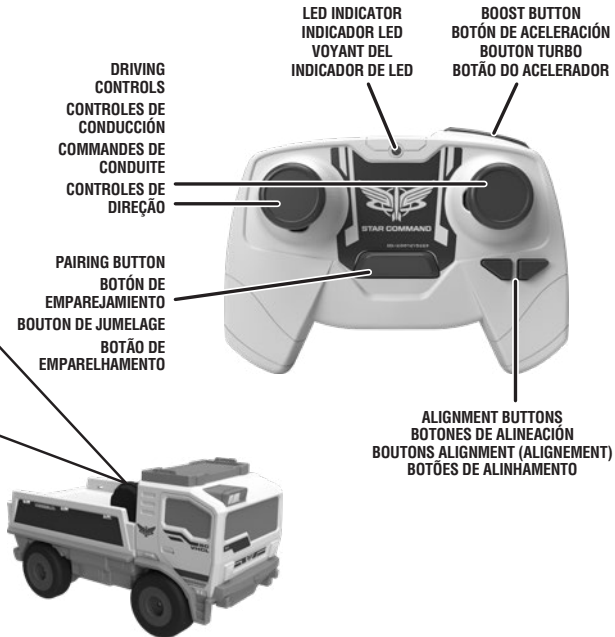 LED INDICATOR
INDICADOR LED
VOYANT DEL
INDICADOR DE LED
BOOST BUTTON
BOTÓN DE ACELERACIÓN
BOUTON TURBO
BOTÃO DO ACELERADOR
DRIVING
CONTROLS
CONTROLES DE
CONDUCCIÓN
COMMANDES DE
CONDUITE
CONTROLES DE
DIREÇÃO
STAR COMMAND
PAIRING BUTTON
BOTÓN DE
EMPAREJAMIENTO
BOUTON DE JUMELAGE
BOTÃO DE
EMPARELHAMENTO
ALIGNMENT BUTTONS
BOTONES DE ALINEACIÓN
BOUTONS ALIGNMENT (ALIGNEMENT)
BOTÕES DE ALINHAMENTO